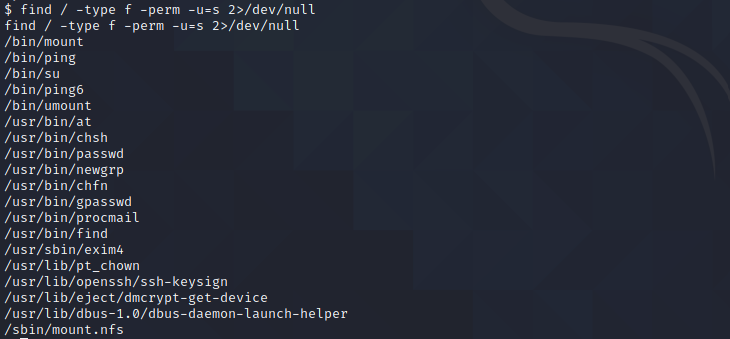 $ find / -type f -perm -u=s 2>/dev/null
find / -type f -perm -u=s 2>/dev/null
/bin/mount
/bin/ping
/bin/su
/bin/ping6
/bin/umount
/usr/bin/at
/usr/bin/chsh
/usr/bin/passwd
/usr/bin/newgrp
/usr/bin/chfn
/usr/bin/gpasswd
/usr/bin/procmail
/usr/bin/find
/usr/sbin/exim4
/usr/lib/pt_chown
/usr/lib/openssh/ssh-keysign
/usr/lib/eject/dmcrypt-get-device
/usr/lib/dbus-1.0/dbus-daemon-launch-helper
/sbin/mount.nfs